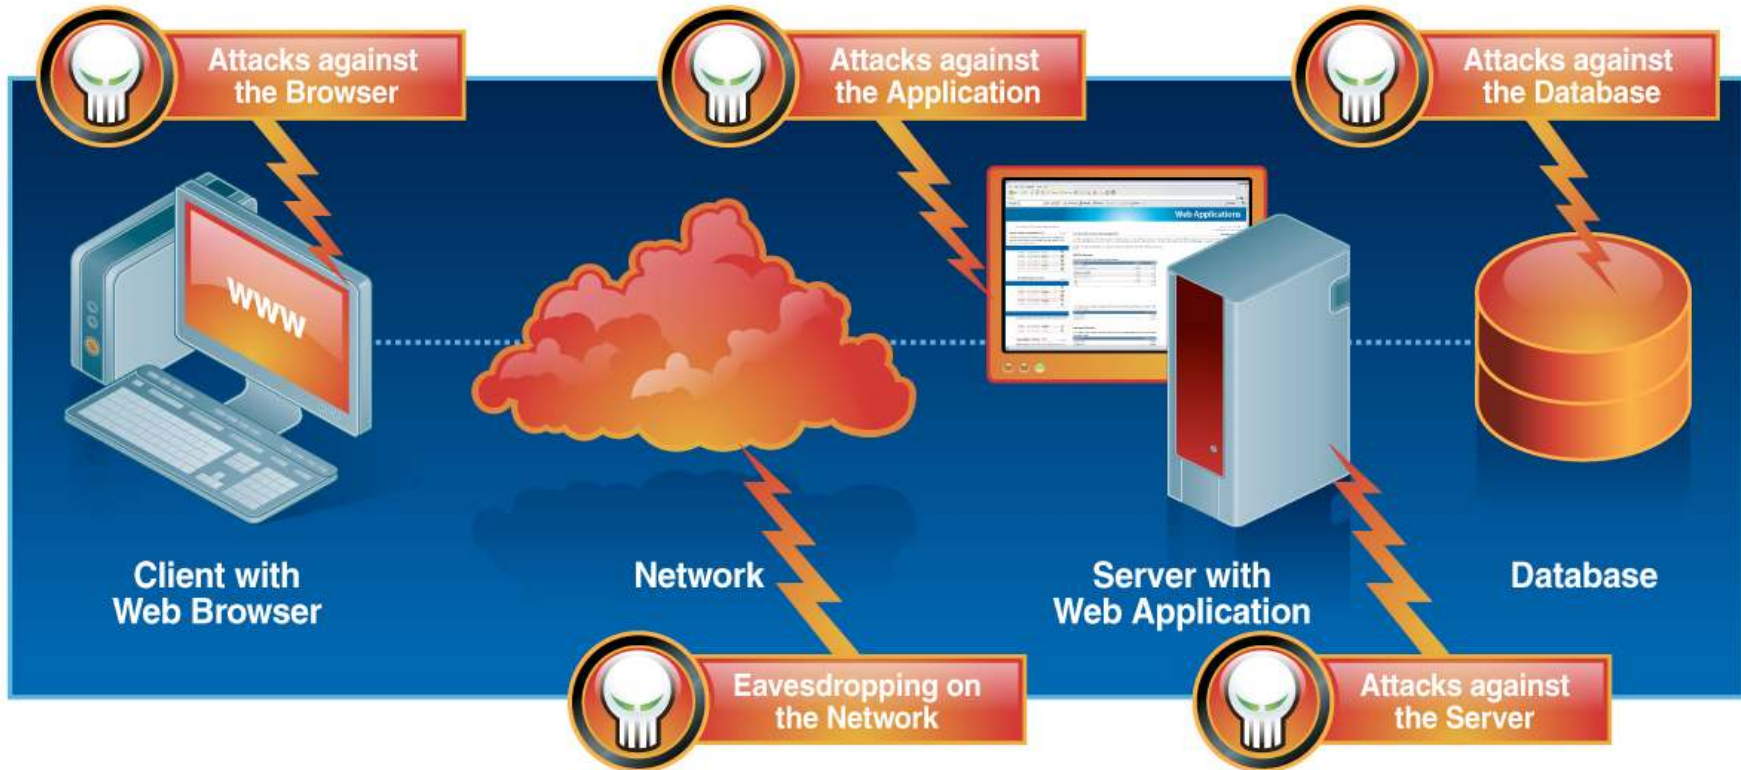 Attacks against
the Browser
Attacks against
the Application
Attacks against
the Database
www
Web Applications
Client with
Web Browser
Network
Server with
Web Application
Database
Eavesdropping on
the Network
Attacks against
the Server